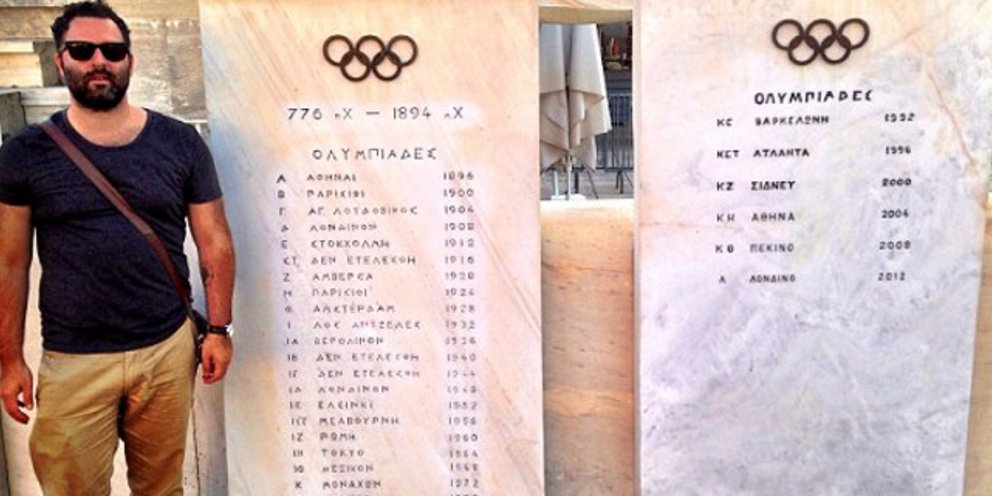 776 πΧ — 1894 μΧ
ΟΛΥΜΠΙΑΔΕΣ
Α ΑΘΗΝΑΙ 1896
Β ΠΑΡΙΣΙΟΙ 1900
Γ ΑΓ. ΛΟΥΔΟΒΙΚΟΣ 1904
Δ ΛΟΝΔΙΝΟΝ 1908
Ε ΣΤΟΚΧΟΛΜΗ 1912
ΣΤ ΔΕΝ ΕΤΕΛΕΣΘΗ 1916
Ζ ΑΜΒΕΡΣΑ 1920
Η ΠΑΡΙΣΙΟΙ 1924
Θ ΑΜΣΤΕΡΔΑΜ 1928
Ι ΛΟΣ ΑΝΤΖΕΛΕΣ 1932
ΙΑ ΒΕΡΟΛΙΝΟΝ 1936
ΙΒ ΔΕΝ ΕΤΕΛΕΣΘΗ 1940
ΙΓ ΔΕΝ ΕΤΕΛΕΣΘΗ 1944
ΙΔ ΛΟΝΔΙΝΟΝ 1948
ΙΕ ΕΛΣΙΝΚΙ 1952
ΙΣΤ ΜΕΛΒΟΥΡΝΗ 1956
ΙΖ ΡΩΜΗ 1960
ΙΗ ΤΟΚΥΟ 1964
ΙΘ ΜΕΞΙΚΟΝ 1968
Κ ΜΟΝΑΧΟΝ 1972
ΟΛΥΜΠΙΑΔΕΣ
ΚΕ ΒΑΡΚΕΛΩΝΗ 1992
ΚΣΤ ΑΤΛΑΝΤΑ 1996
ΚΖ ΣΙΔΝΕΥ 2000
ΚΗ ΑΘΗΝΑ 2004
ΚΘ ΠΕΚΙΝΟ 2008
Λ ΛΟΝΔΙΝΟ 2012